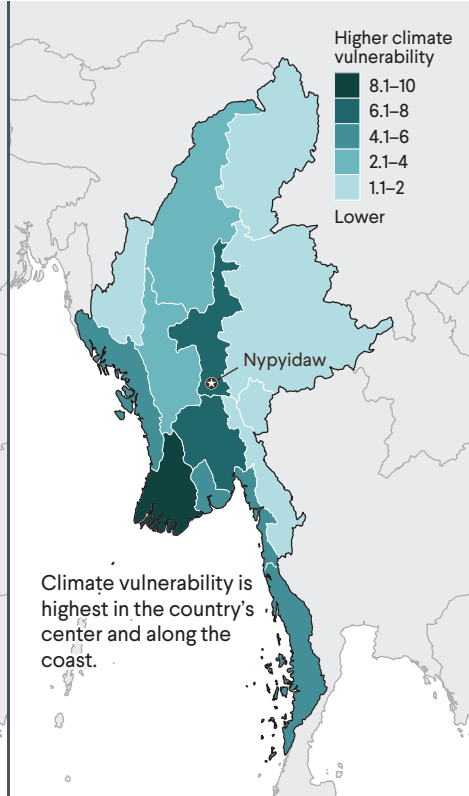 Higher climate
vulnerability
8.1–10
6.1–8
4.1–6
2.1–4
1.1–2
Lower
Nypyidaw
Climate vulnerability is
highest in the country’s
center and along the
coast.